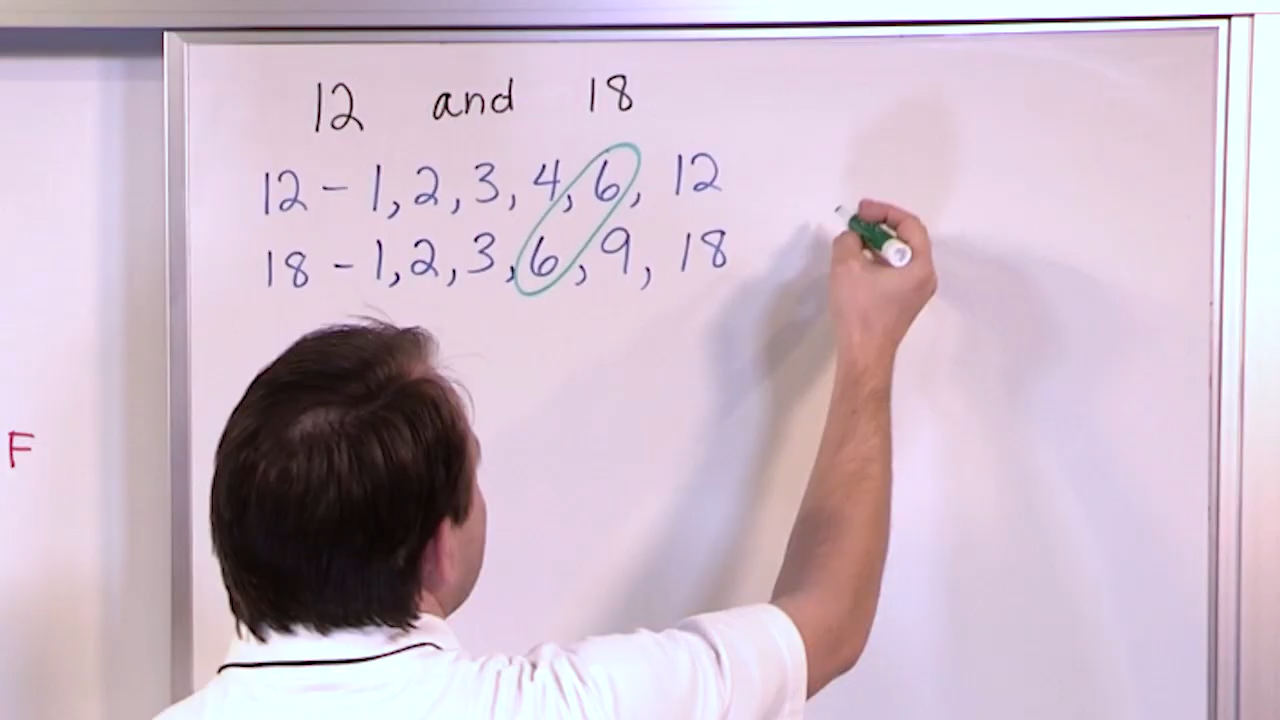 12 and 18
12 - 1, 2, 3, 4, 6, 12
18 - 1, 2, 3, 6, 9, 18
F